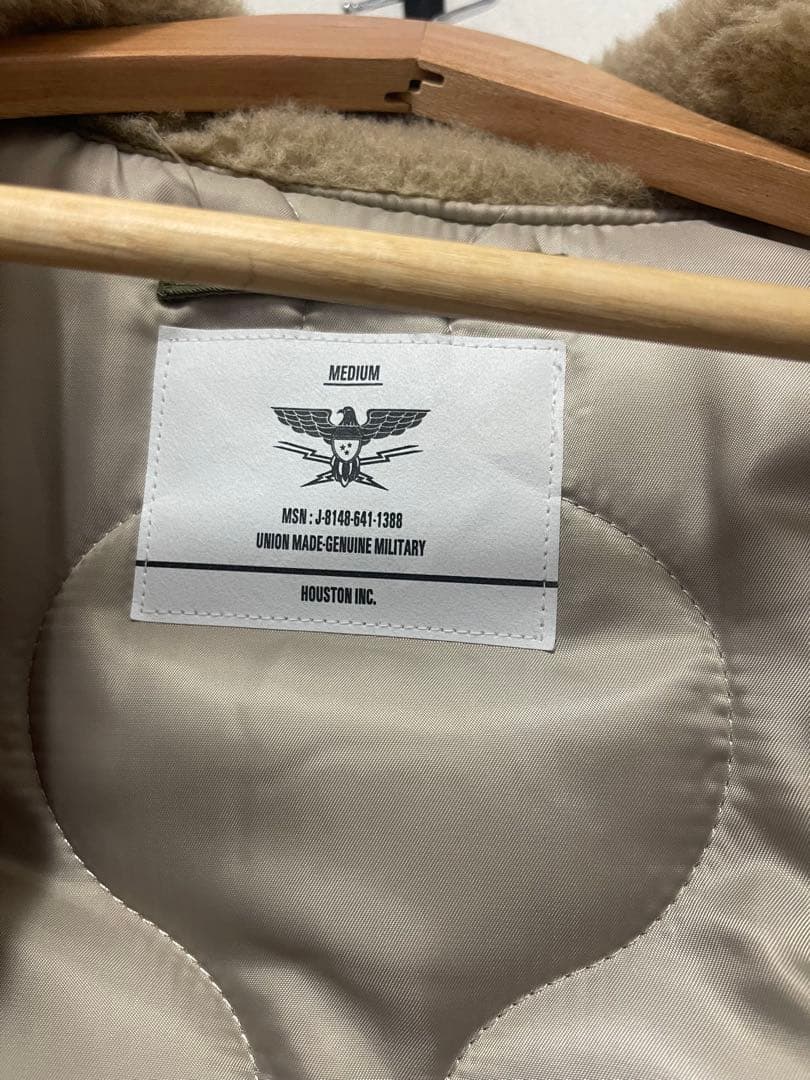 MEDIUM
MSN : J-8148-641-1388
UNION MADE-GENUINE MILITARY
HOUSTON INC.